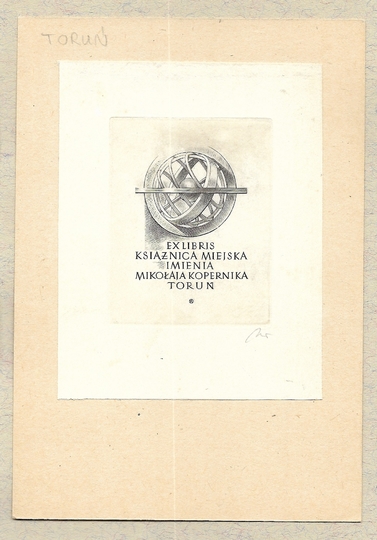 TORUŃ
EX LIBRIS
KSIĄŻNICA MIEJSKA
IMIENIA
MIKOŁAJA KOPERNIKA
TORUŃ